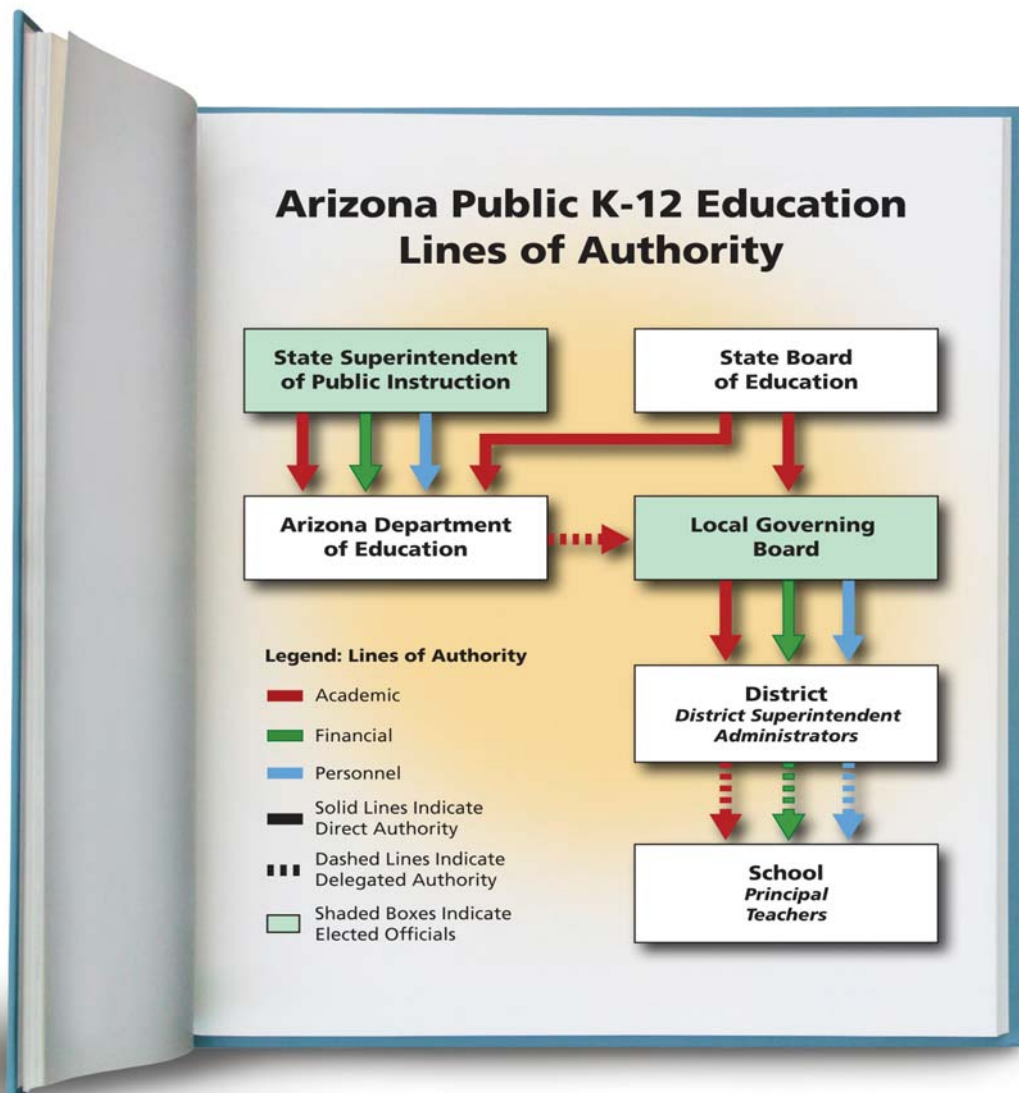 Arizona Public K-12 Education
Lines of Authority
State Superintendent
of Public Instruction
State Board
of Education
Arizona Department
of Education
Local Governing
Board
Legend: Lines of Authority
Academic
Financial
Personnel
Solid Lines Indicate
Direct Authority
Dashed Lines Indicate
Delegated Authority
Shaded Boxes Indicate
Elected Officials
District
District Superintendent
Administrators
School
Principal
Teachers